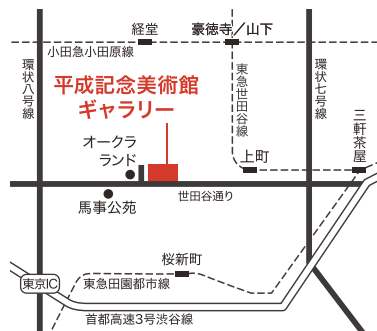 経堂
豪徳寺／山下
小田急小田原線
環状八号線
平成記念美術館
ギャラリー
東急世田谷線
環状七号線
三軒茶屋
オークラ
ランド
上町
世田谷通り
馬事公苑
桜新町
東京IC
東急田園都市線
首都高速3号渋谷線